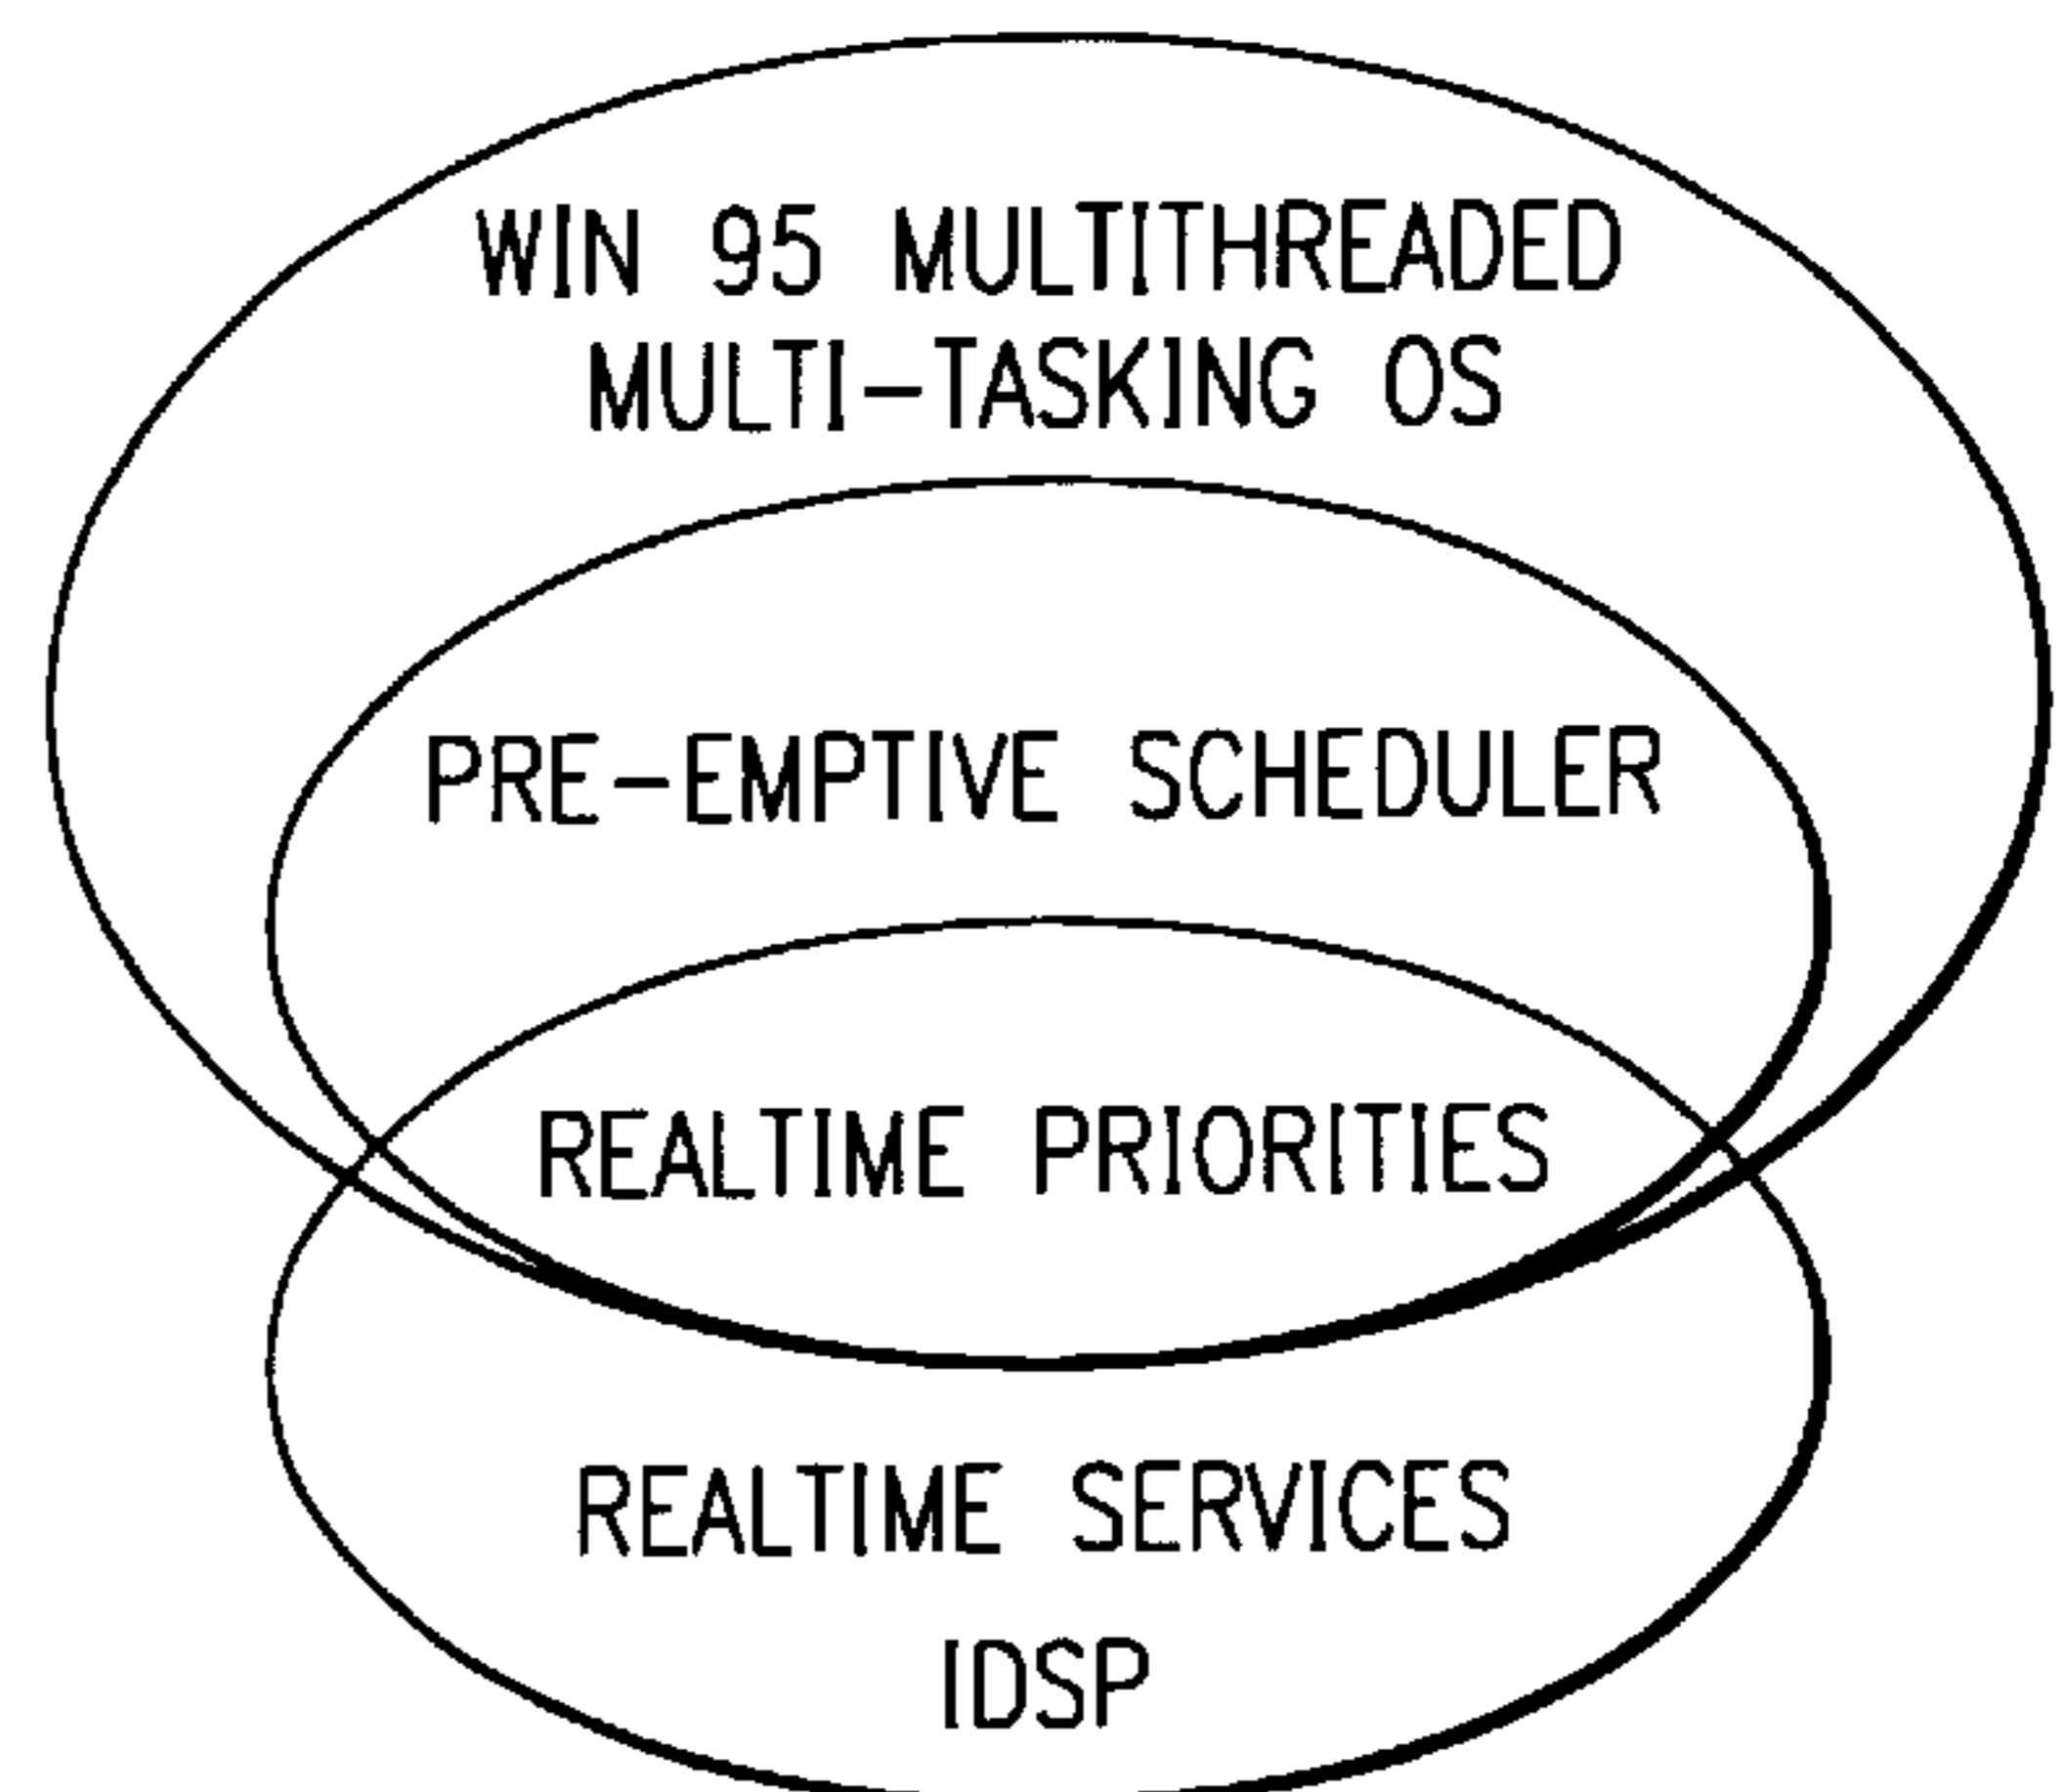 WIN 95 MULTITHREADED
MULTI-TASKING OS
PRE-EMPTIVE SCHEDULER
REALTIME PRIORITIES
REALTIME SERVICES
IDSP